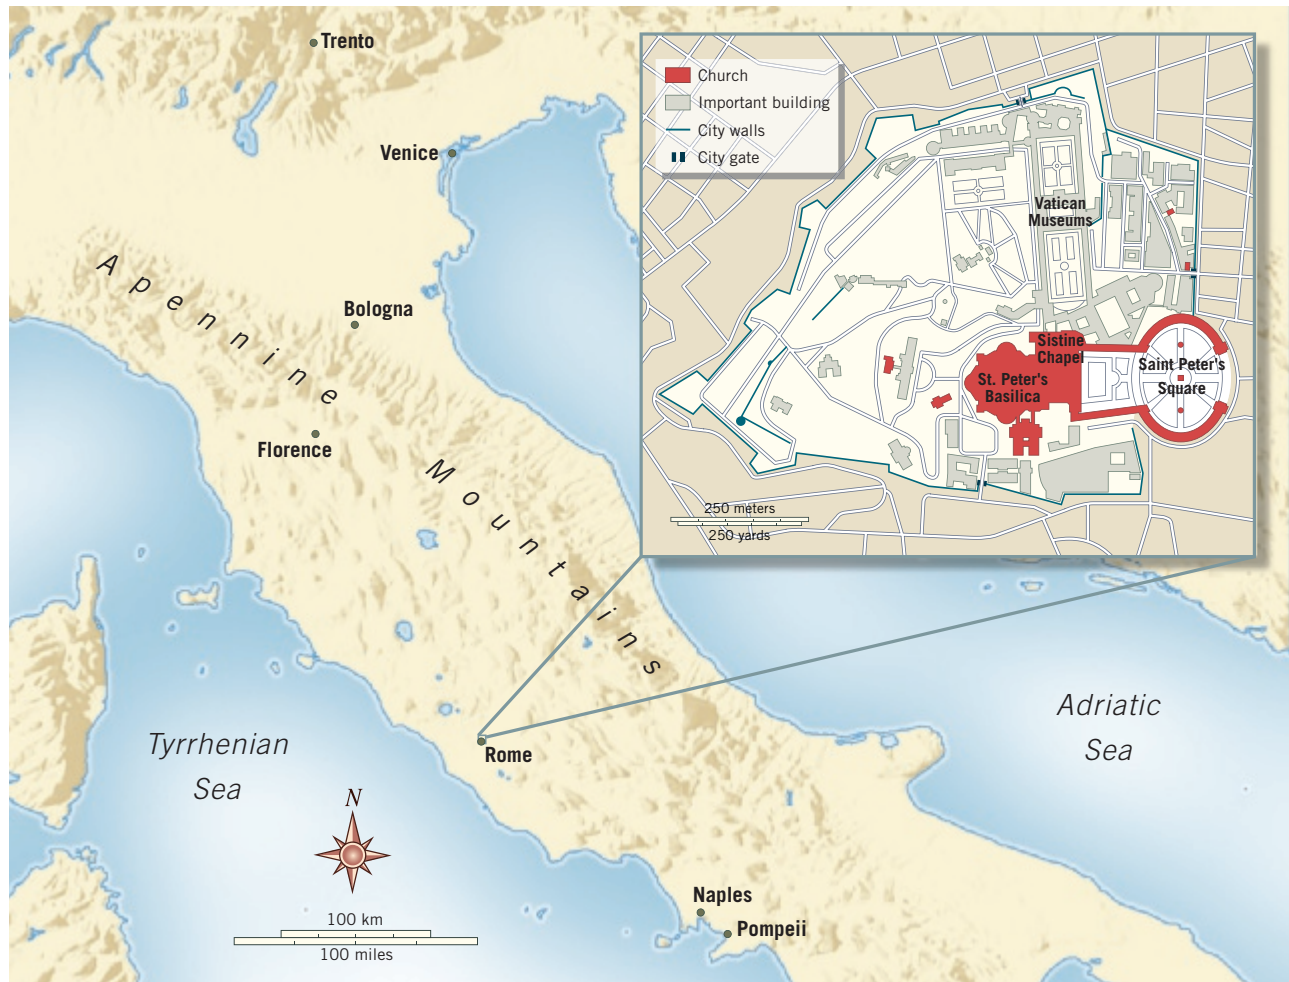 Trento
Venice
Bologna
Florence
Apennine Mountains
Rome
Naples
Pompeii
Tyrrhenian
Sea
Adriatic
Sea
N
100 km
100 miles
Church
Important building
City walls
City gate
Vatican
Museums
Sistine
Chapel
St. Peter's
Basilica
Saint Peter's
Square
250 meters
250 yards